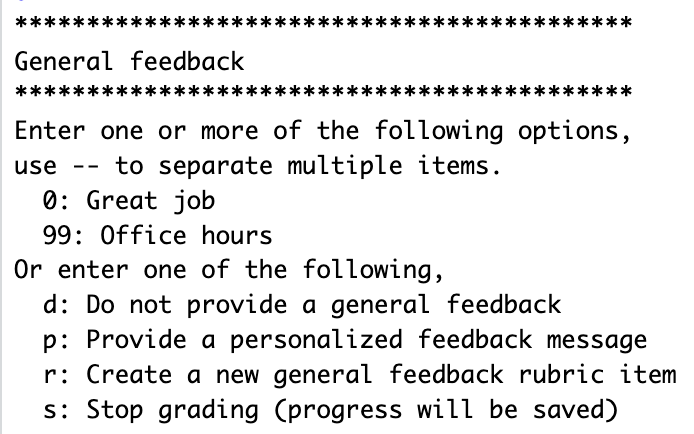 *******************************************
General feedback
*******************************************
Enter one or more of the following options,
use -- to separate multiple items.
0: Great job
99: Office hours
Or enter one of the following,
d: Do not provide a general feedback
p: Provide a personalized feedback message
r: Create a new general feedback rubric item
s: Stop grading (progress will be saved)